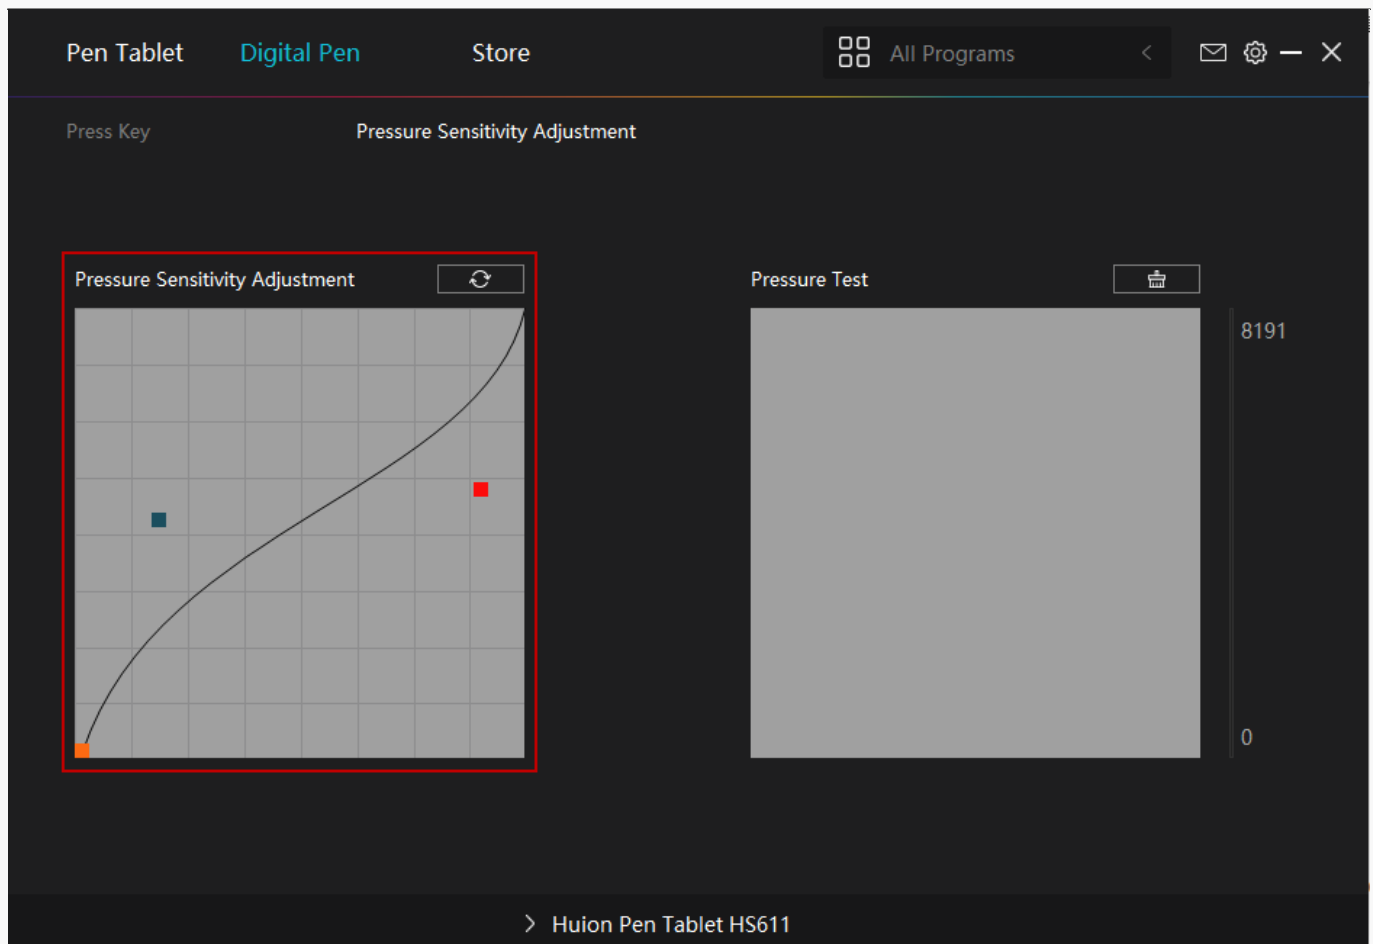 Pen Tablet Digital Pen Store All Programs
Press Key Pressure Sensitivity Adjustment
Pressure Sensitivity Adjustment
Pressure Test
8191
0
Huion Pen Tablet HS611